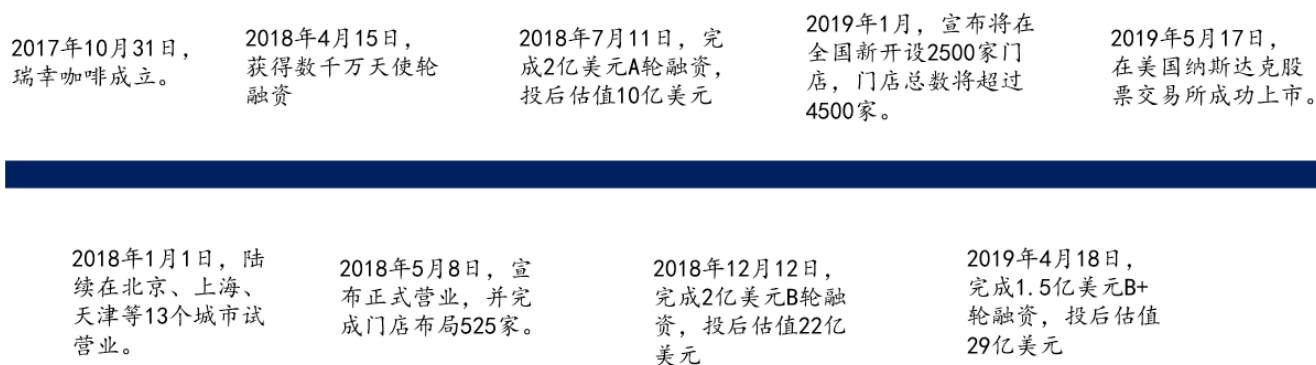 2017年10月31日，
瑞幸咖啡成立。
2018年4月15日，
获得数千万天使轮
融资
2018年7月11日，完
成2亿美元A轮融资，
投后估值10亿美元
2019年1月，宣布将在
全国新开设2500家门
店，门店总数将超过
4500家。
2019年5月17日，
在美国纳斯达克股
票交易所成功上市。
2018年1月1日，陆
续在北京、上海、
天津等13个城市试
营业。
2018年5月8日，宣
布正式营业，并完
成门店布局525家。
2018年12月12日，
完成2亿美元B轮融
资，投后估值22亿
美元
2019年4月18日，
完成1.5亿美元B+
轮融资，投后估值
29亿美元